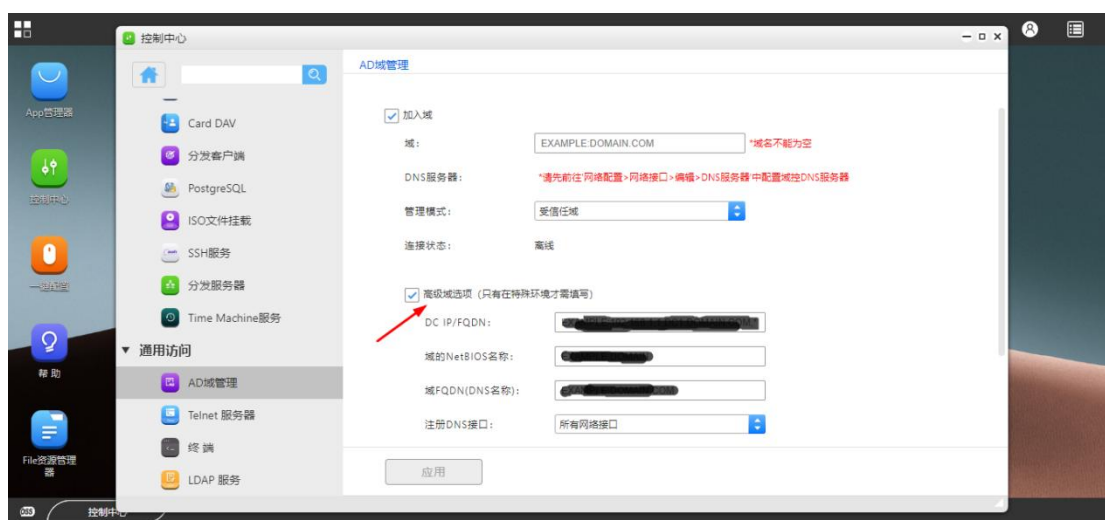 控制中心
AD域管理
App管理器
控制中心
一键配置
帮 助
File资源管理
器
Card DAV
分发客户端
PostgreSQL
ISO文件挂载
SSH服务
分发服务器
Time Machine服务
通用访问
AD域管理
Telnet 服务器
终 端
LDAP 服务
加入域
域:
EXAMPLE:DOMAIN.COM
*域名不能为空
DNS服务器:
*请先前往'网络配置>网络接口>编辑>DNS服务器'中配置域控DNS服务器
管理模式:
受信任域
连接状态:
离线
高级域选项 (只有在特殊环境才需填写)
DC IP/FQDN:
域的NetBIOS名称:
域FQDN(DNS名称):
注册DNS接口:
所有网络接口
应用
控制中心